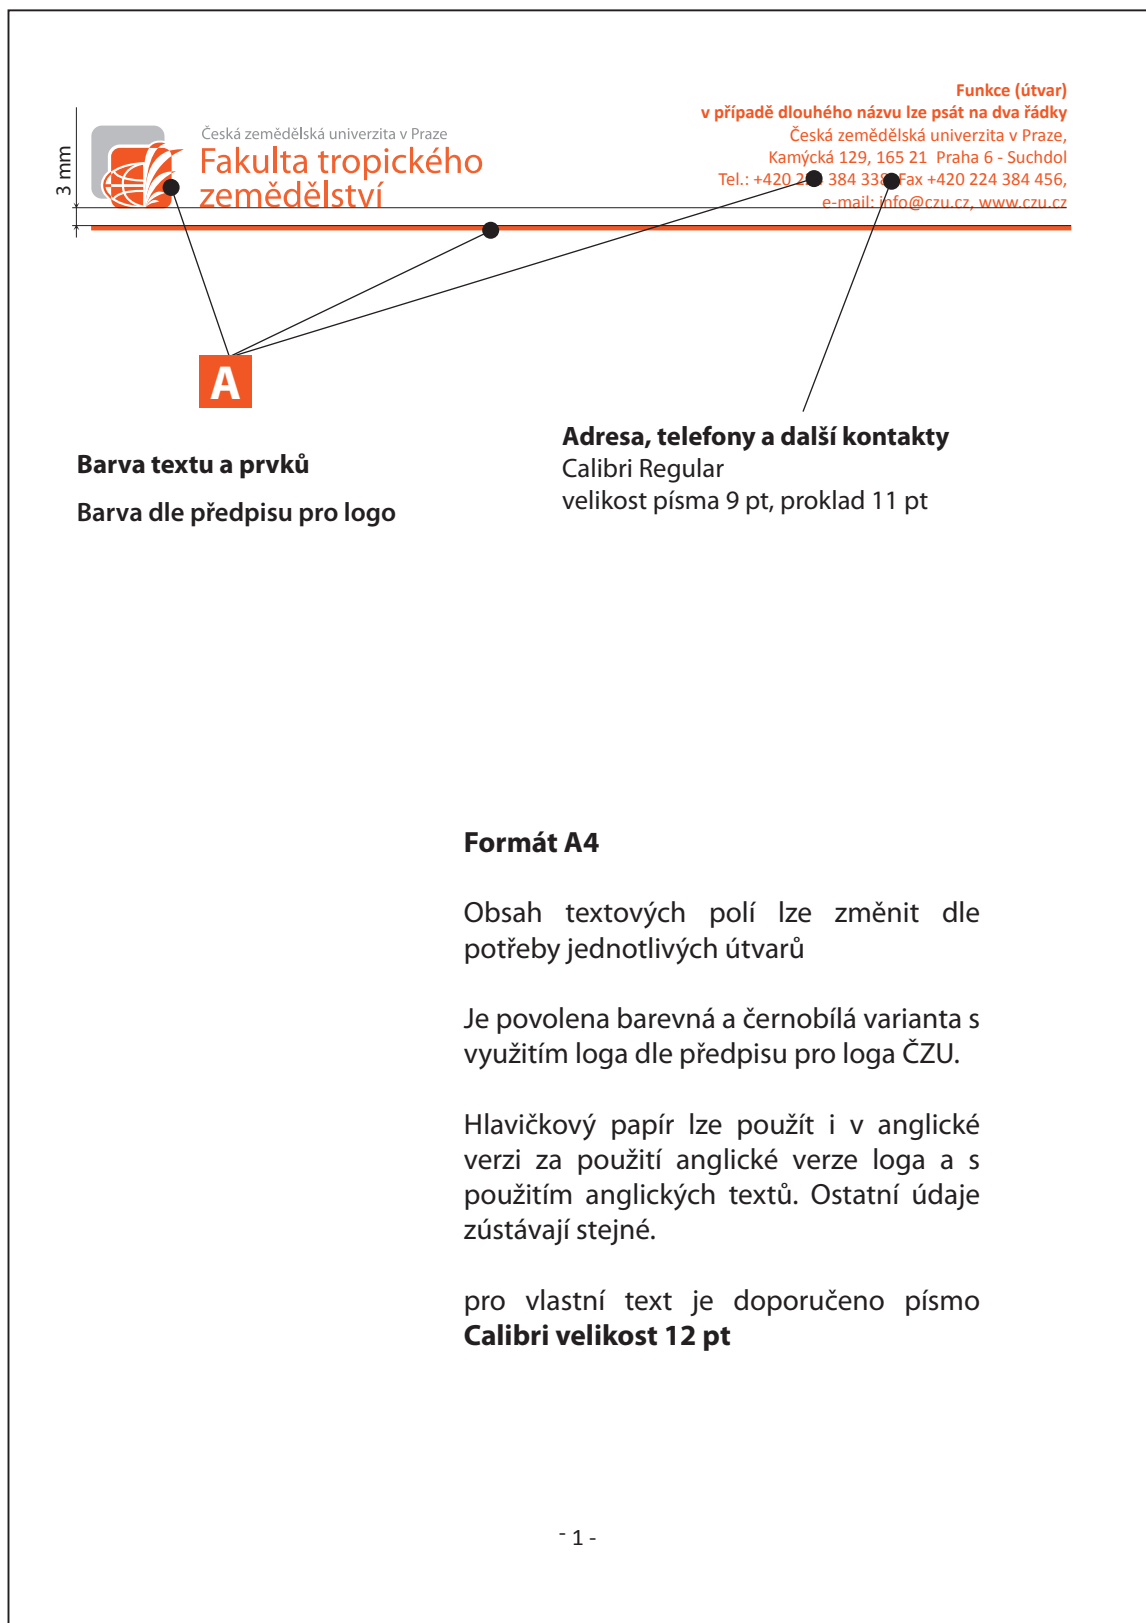 Funkce (útvar)
v případě dlouhého názvu lze psát na dva řádky
Česká zemědělská univerzita v Praze,
Kamýcká 129, 165 21 Praha 6 - Suchdol
Tel.: +420 384 338 Fax +420 224 384 456,
e-mail: info@czu.cz, www.czu.cz
3 mm
Česká zemědělská univerzita v Praze
Fakulta tropického
zemědělství
A
Barva textu a prvků
Barva dle předpisu pro logo
Adresa, telefony a další kontakty
Calibri Regular
velikost písma 9 pt, proklad 11 pt
Formát A4
Obsah textových polí lze změnit dle
potřeby jednotlivých útvarů
Je povolena barevná a černobílá varianta s
využitím loga dle předpisu pro loga ČZU.
Hlavičkový papír lze použít i v anglické
verzi za použití anglické verze loga a s
použitím anglických textů. Ostatní údaje
zústávají stejné.
pro vlastní text je doporučeno písmo
Calibri velikost 12 pt
- 1 -